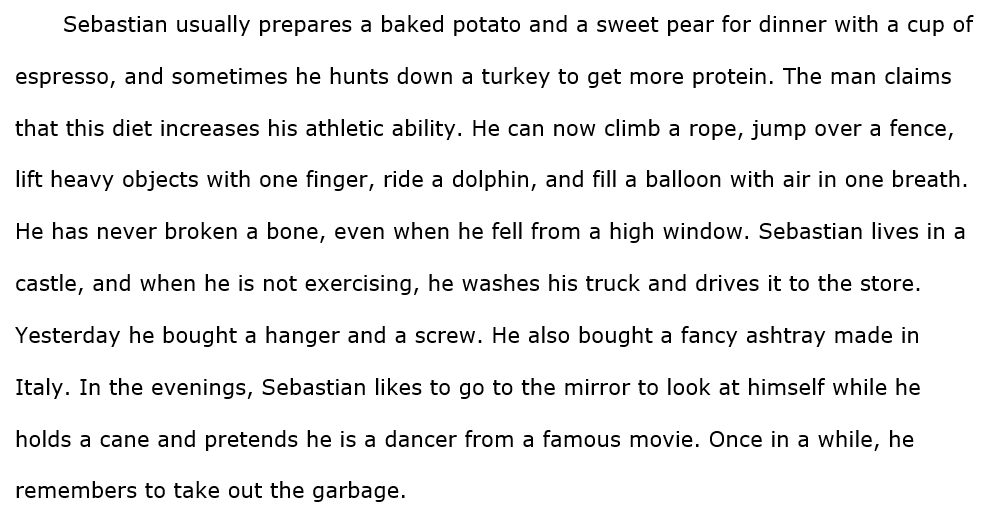 Sebastian usually prepares a baked potato and a sweet pear for dinner with a cup of
espresso, and sometimes he hunts down a turkey to get more protein. The man claims
that this diet increases his athletic ability. He can now climb a rope, jump over a fence,
lift heavy objects with one finger, ride a dolphin, and fill a balloon with air in one breath.
He has never broken a bone, even when he fell from a high window. Sebastian lives in a
castle, and when he is not exercising, he washes his truck and drives it to the store.
Yesterday he bought a hanger and a screw. He also bought a fancy ashtray made in
Italy. In the evenings, Sebastian likes to go to the mirror to look at himself while he
holds a cane and pretends he is a dancer from a famous movie. Once in a while, he
remembers to take out the garbage.